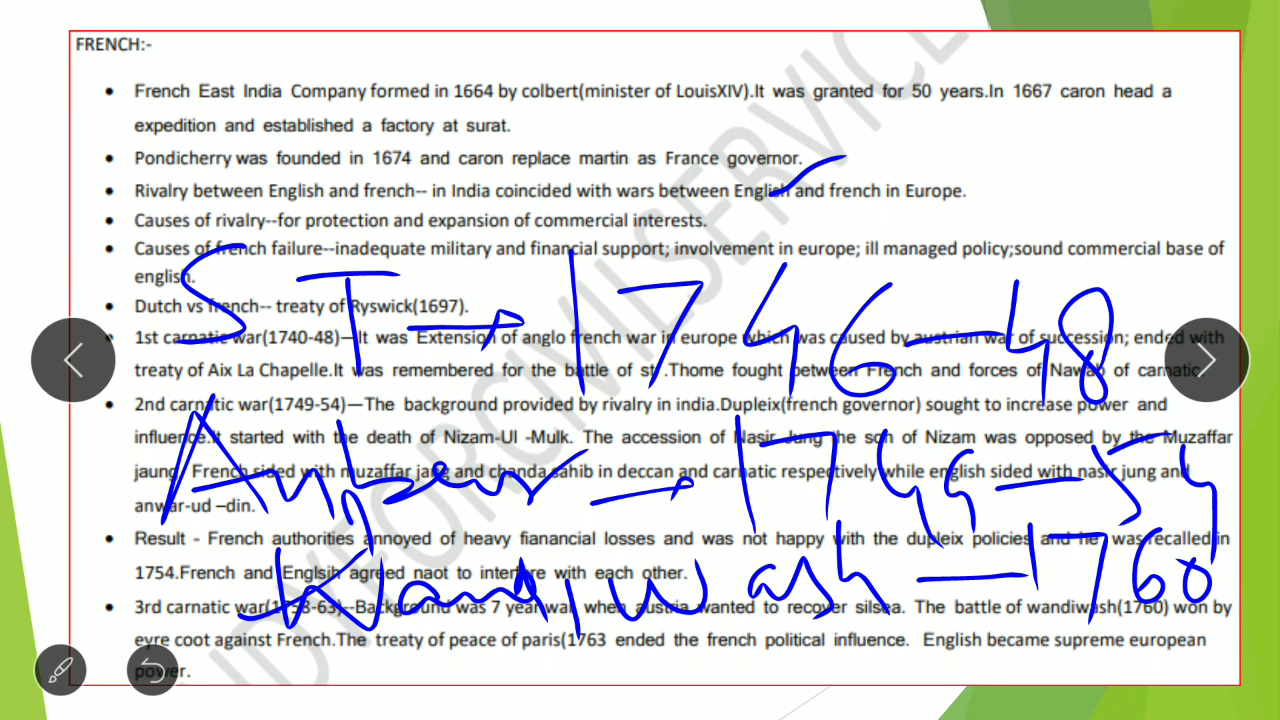 FRENCH:-
• French East India Company formed in 1664 by colbert(minister of LouisXIV).It was granted for 50 years.In 1667 caron head a
expedition and established a factory at surat.
• Pondicherry was founded in 1674 and caron replace martin as France governor.
• Rivalry between English and french-- in India coincided with wars between English and french in Europe.
• Causes of rivalry--for protection and expansion of commercial interests.
• Causes of french failure--inadequate military and financial support; involvement in europe; ill managed policy;sound commercial base of
english.
• Dutch vs french-- treaty of Ryswick(1697).
ST → 1746-48
• 1st carnatic war(1740-48)—It was Extension of anglo french war in europe which was caused by austrian war of succession; ended with
treaty of Aix La Chapelle.It was remembered for the battle of st .Thome fought between French and forces of Nawab of carnatic.
• 2nd carnatic war(1749-54)—The background provided by rivalry in india.Dupleix(french governor) sought to increase power and
influence.It started with the death of Nizam-Ul -Mulk. The accession of Nasir Jung the son of Nizam was opposed by the Muzaffar
jaung. French sided with muzaffar jang and chanda sahib in deccan and carnatic respectively while english sided with nasir jung and
→ 1749-54
anwar-ud –din.
• Result - French authorities annoyed of heavy fianancial losses and was not happy with the dupleix policies and he was recalled in
1754.French and Englsih agreed naot to interfere with each other.
Wandiwash — 1760
• 3rd carnatic war(1758-63)--Background was 7 year war when austria wanted to recover silsea. The battle of wandiwash(1760) won by
eyre coot against French.The treaty of peace of paris(1763 ended the french political influence. English became supreme european
power.